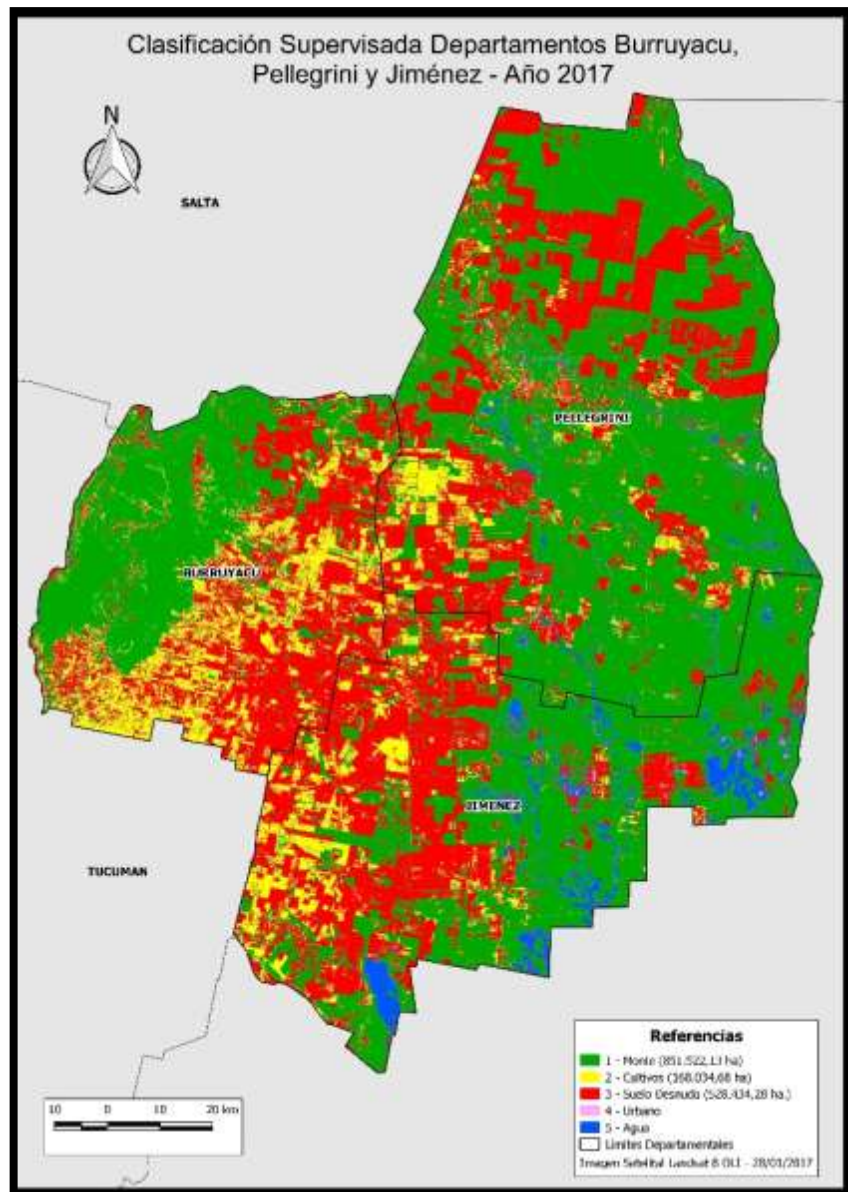 Clasificación Supervisada Departamentos Burruyacu,
Pellegrini y Jiménez - Año 2017
N
SALTA
PELLEGRINI
BURRUYACU
JIMENEZ
TUCUMAN
Referencias
1 - Monte (851.522,13 ha)
2 - Cultivos (168.034,68 ha)
3 - Suelo Desnudo (528.434,28 ha.)
4 - Urbano
5 - Agua
Límites Departamentales
Imagen Satelital Landsat 8 OLI - 28/01/2017
10 0 10 20 km